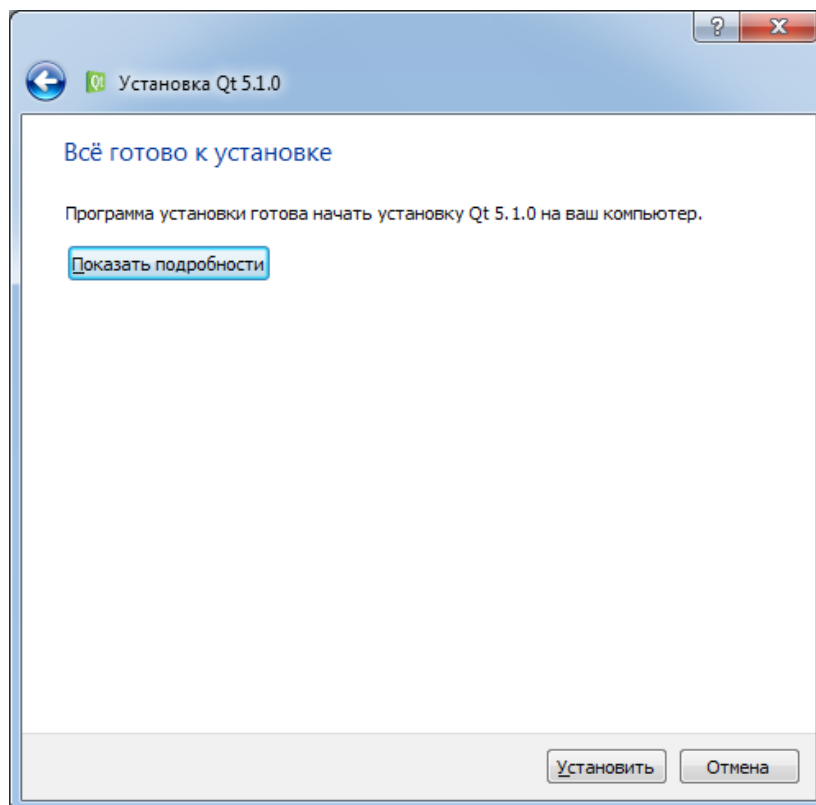 ?
X
Qt Установка Qt 5.1.0
Всё готово к установке
Программа установки готова начать установку Qt 5.1.0 на ваш компьютер.
Показать подробности
Установить Отмена